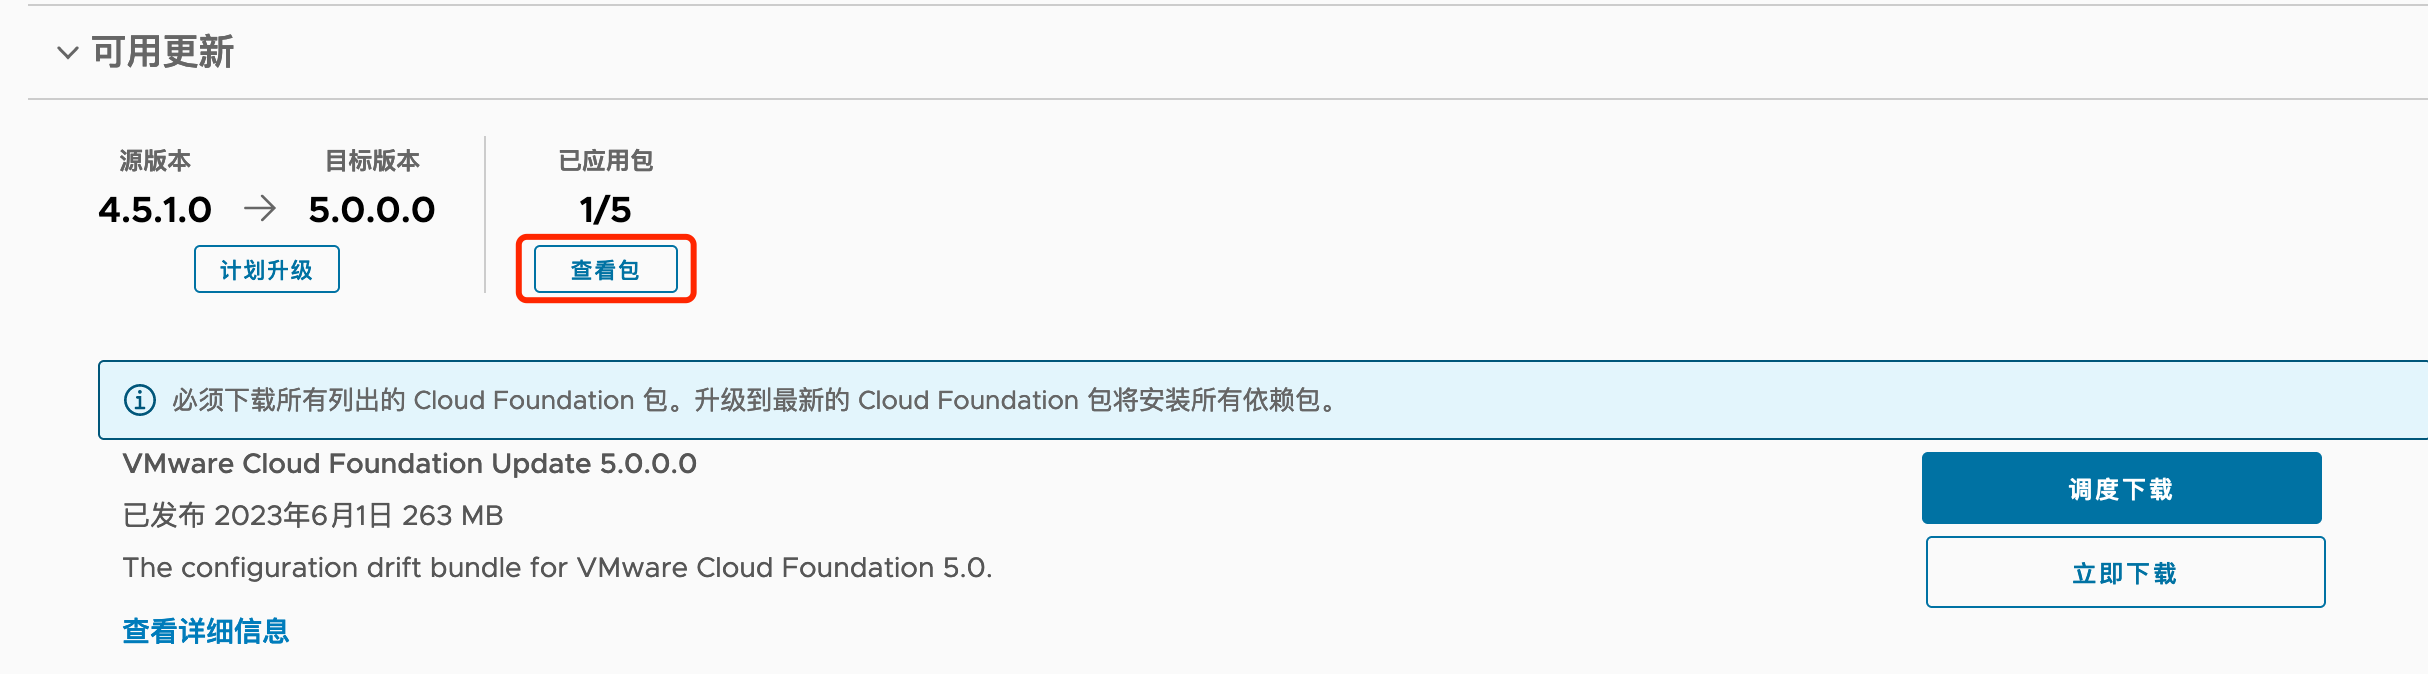 可用更新
源版本 目标版本 已应用包
4.5.1.0 → 5.0.0.0 1/5
计划升级 查看包
必须下载所有列出的 Cloud Foundation 包。升级到最新的 Cloud Foundation 包将安装所有依赖包。
VMware Cloud Foundation Update 5.0.0.0
调度下载
已发布 2023年6月1日 263 MB
The configuration drift bundle for VMware Cloud Foundation 5.0.
立即下载
查看详细信息